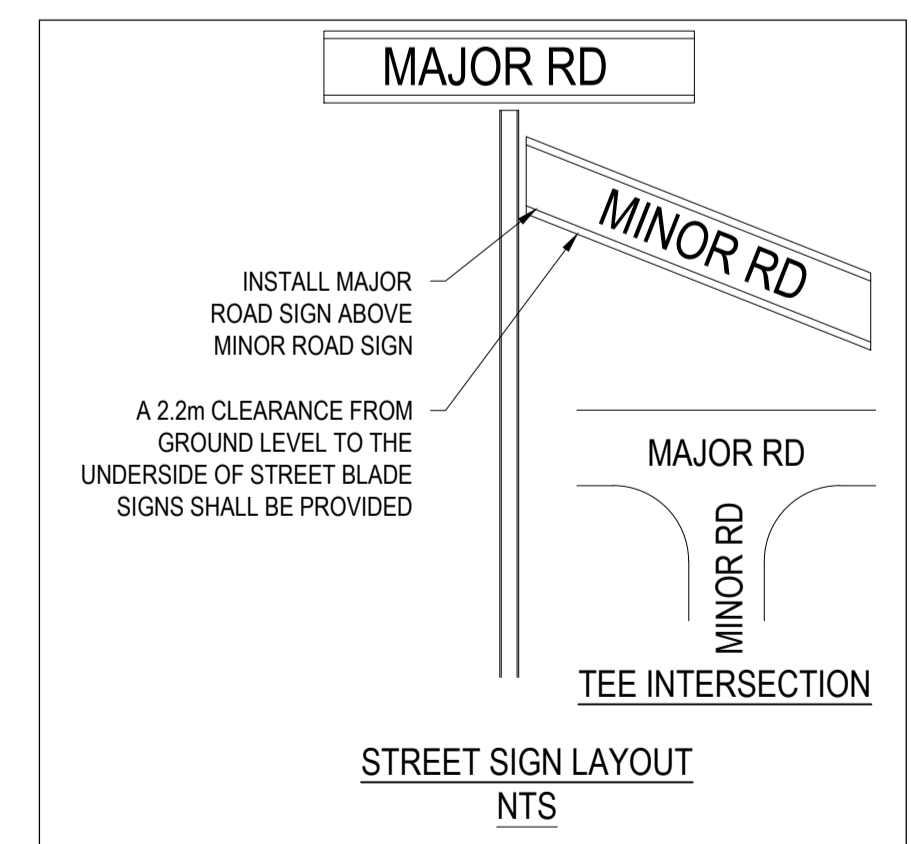 MAJOR RD
MINOR RD
INSTALL MAJOR
ROAD SIGN ABOVE
MINOR ROAD SIGN
A 2.2m CLEARANCE FROM
GROUND LEVEL TO THE
UNDERSIDE OF STREET BLADE
SIGNS SHALL BE PROVIDED
MAJOR RD
MINOR RD
TEE INTERSECTION
STREET SIGN LAYOUT
NTS